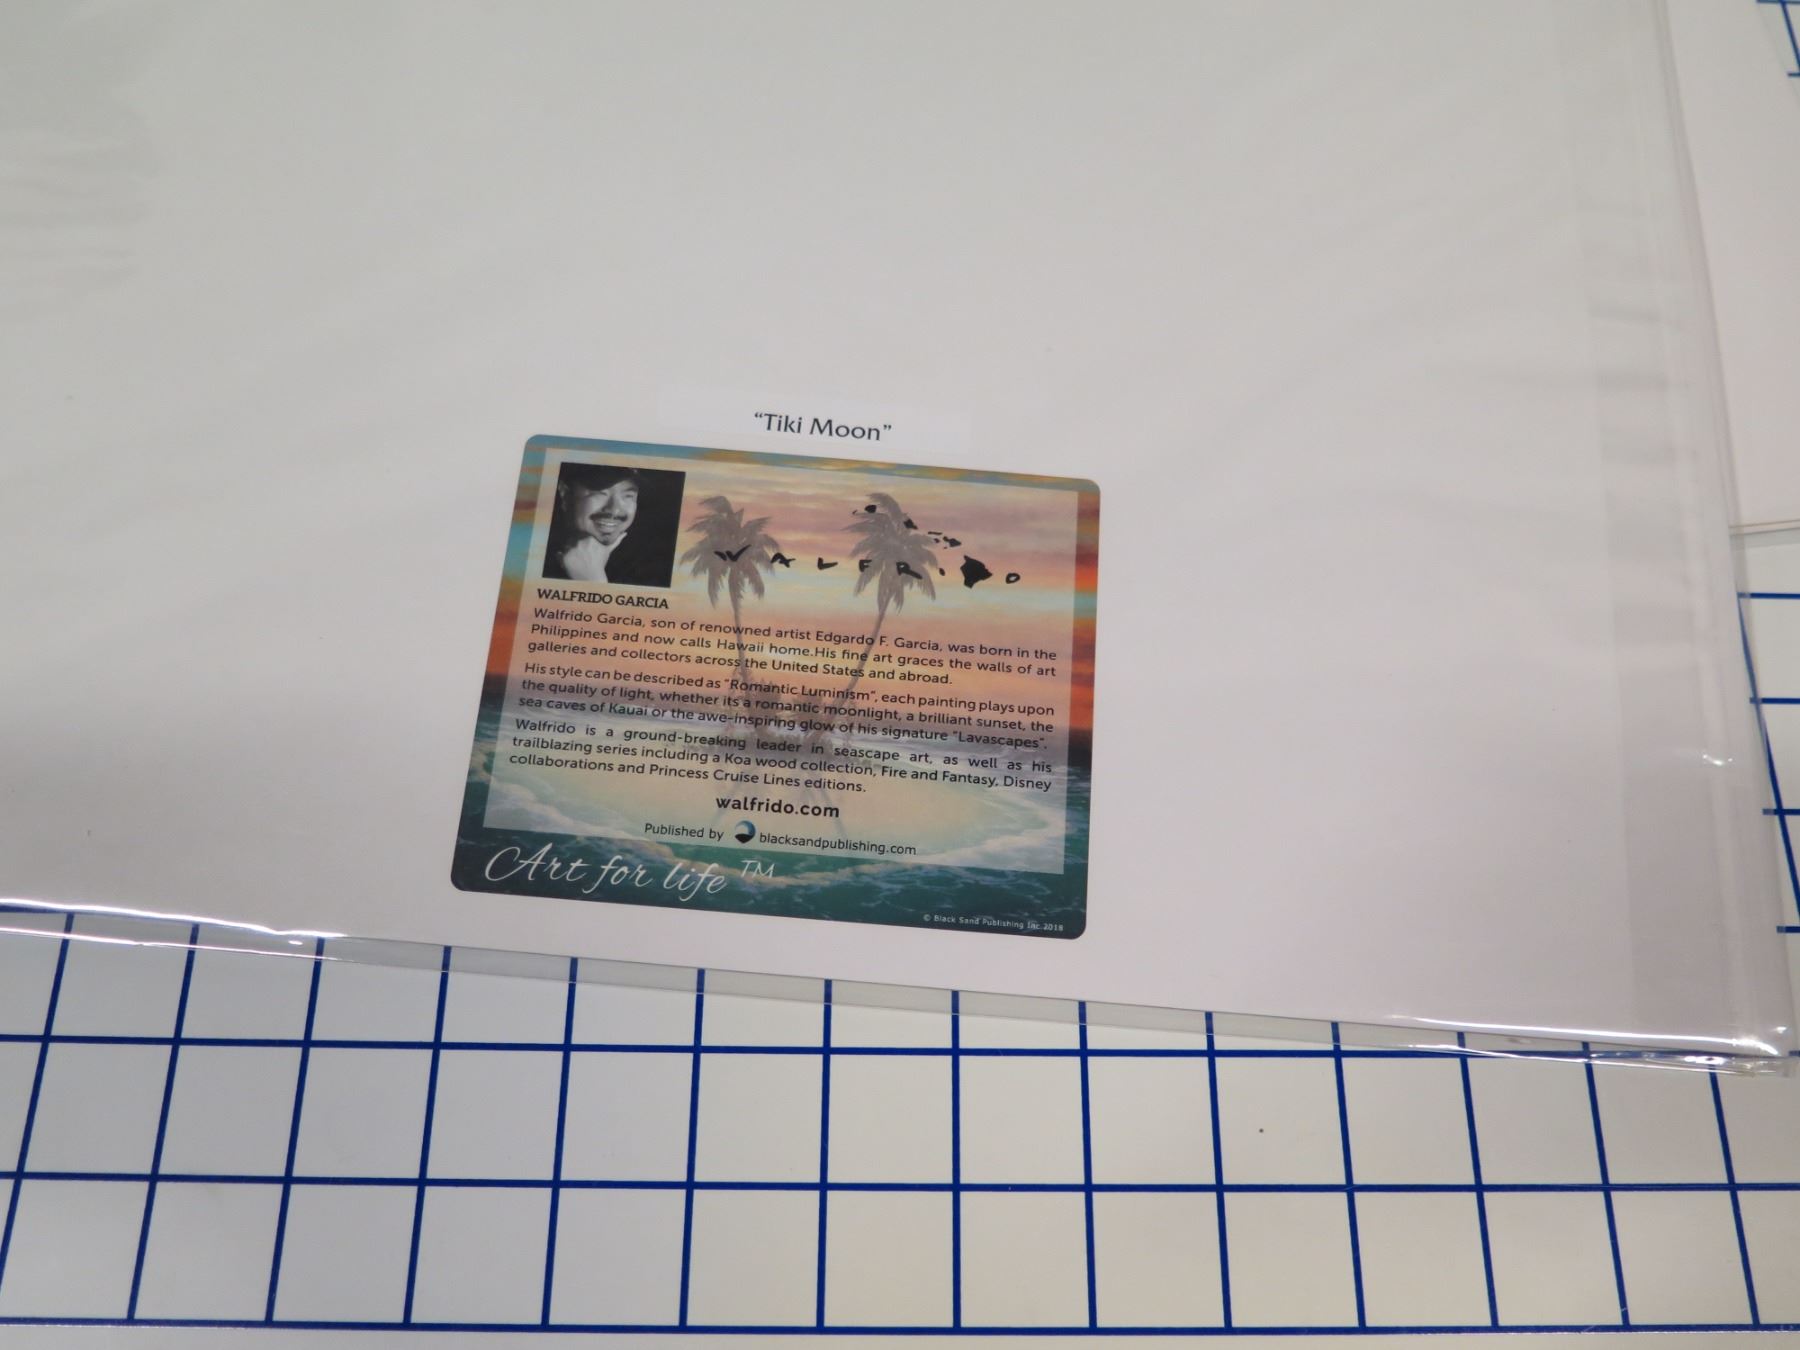 “Tiki Moon”
WALFRIDO
WALFRIDO GARCIA
Walfrido Garcia, son of renowned artist Edgardo F. Garcia, was born in the
Philippines and now calls Hawaii home.His fine art graces the walls of art
galleries and collectors across the United States and abroad.
His style can be described as "Romantic Luminism", each painting plays upon
the quality of light, whether its a romantic moonlight, a brilliant sunset, the
sea caves of Kauai or the awe-inspiring glow of his signature "Lavascapes".
Walfrido is a ground-breaking leader in seascape art, as well as his
trailblazing series including a Koa wood collection, Fire and Fantasy, Disney
collaborations and Princess Cruise Lines editions.
walfrido.com
Published by blacksandpublishing.com
Art for life TM
© Black Sand Publishing Inc.2018